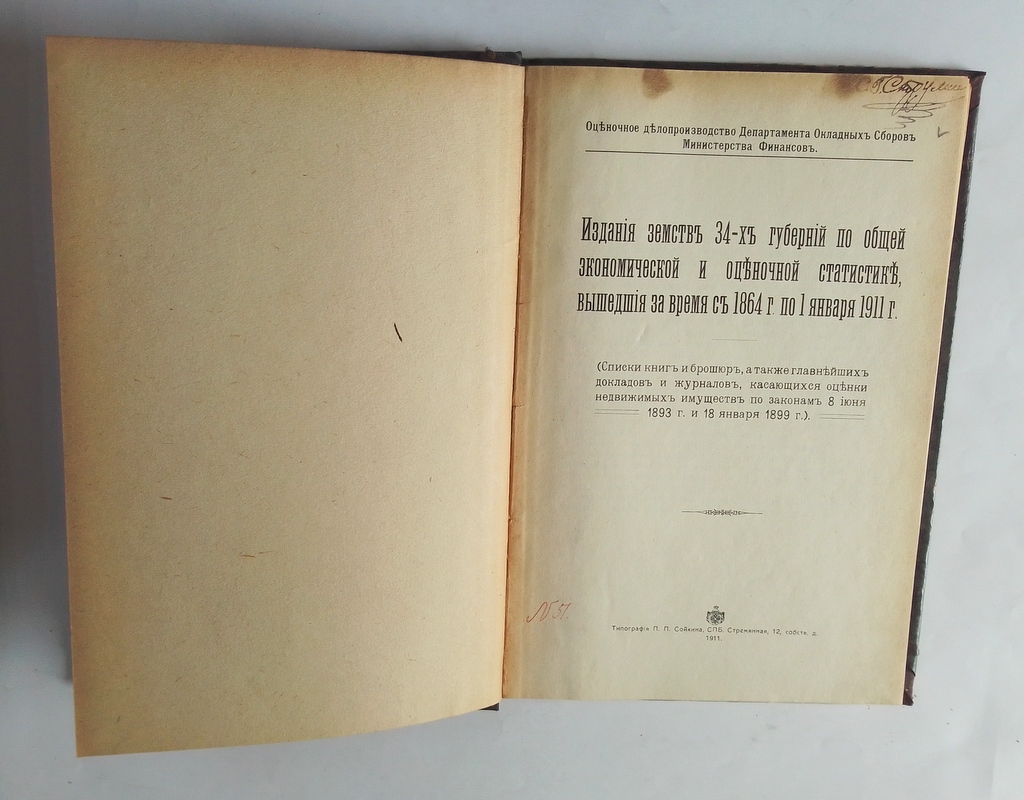 Оцѣночное дѣлопроизводство Департамента Окладныхъ Сборовъ
Министерства Финансовъ.
Изданія земствъ 34-хъ губерній по общей
экономической и оцѣночной статистикѣ,
вышедшія за время съ 1864 г. по 1 января 1911 г.
(Списки книгъ и брошюръ, а также главнѣйшихъ
докладовъ и журналовъ, касающихся оцѣнки
недвижимыхъ имуществъ по законамъ 8 іюня
1893 г. и 18 января 1899 г.).
№ 51.
Типографія П. П. Сойкина, СПБ. Стремянная, 12, собств. д.
1911.